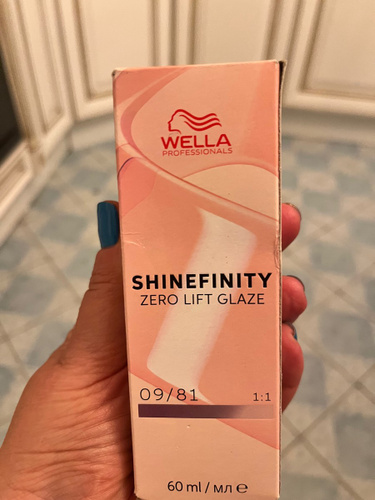 WELLA
PROFESSIONALS
SHINEFINITY
ZERO LIFT GLAZE
09/81 1:1
60 ml / мл e